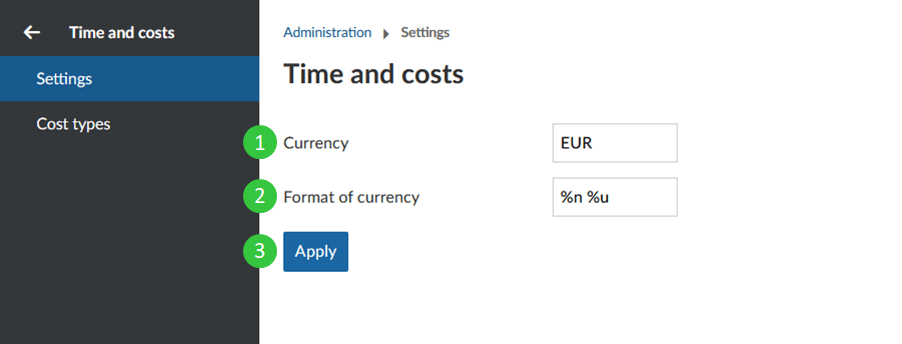 Time and costs
Settings
Cost types
Administration Settings
Time and costs
1 Currency EUR
2 Format of currency %n %u
3 Apply